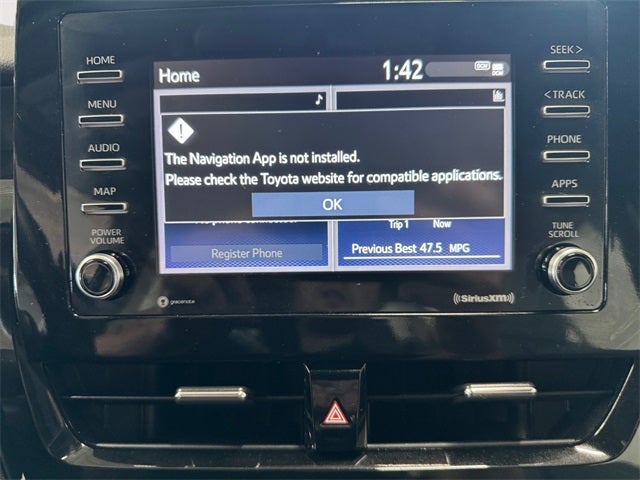 HOME
MENU
AUDIO
MAP
POWER
VOLUME
SEEK >
< TRACK
PHONE
APPS
TUNE
SCROLL
Home
1:42
DCM
The Navigation App is not installed.
Please check the Toyota website for compatible applications.
OK
Register Phone
Trip 1 Now
Previous Best 47.5 MPG
gracenote
SiriusXM